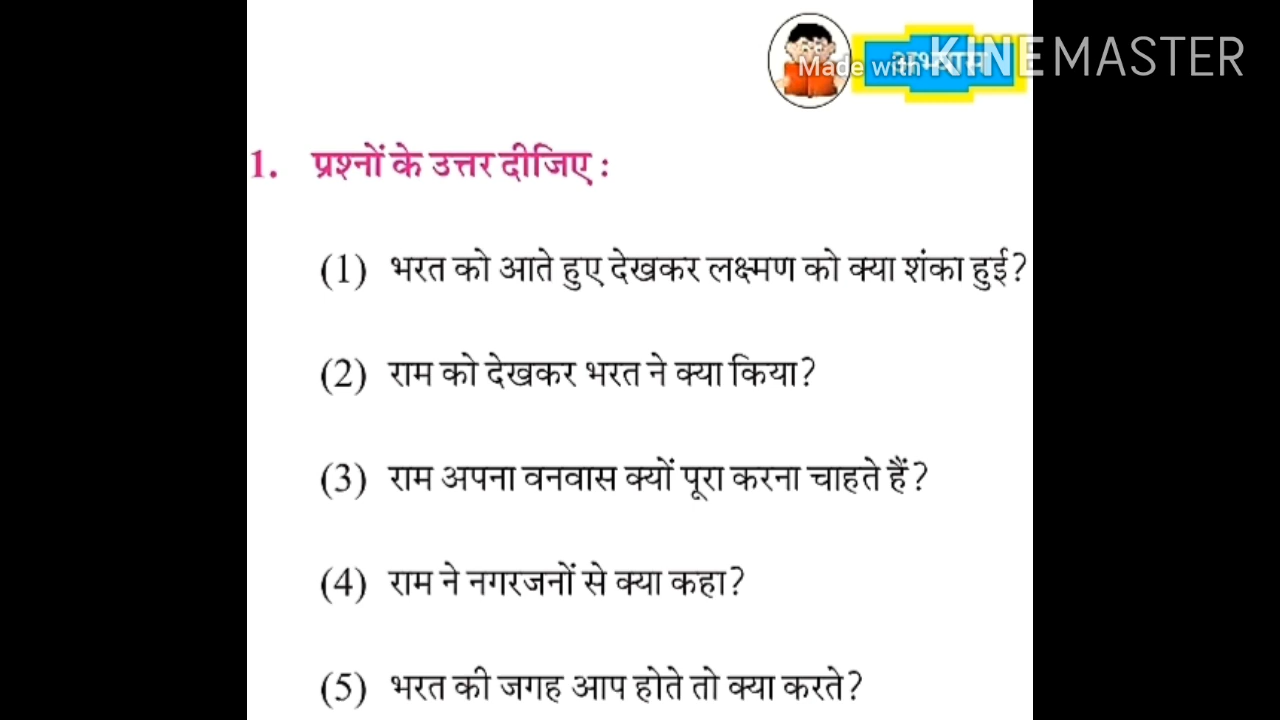 अभ्यास
Made with KINEMASTER
1. प्रश्नों के उत्तर दीजिए :
(1) भरत को आते हुए देखकर लक्ष्मण को क्या शंका हुई?
(2) राम को देखकर भरत ने क्या किया?
(3) राम अपना वनवास क्यों पूरा करना चाहते हैं?
(4) राम ने नगरजनों से क्या कहा?
(5) भरत की जगह आप होते तो क्या करते?